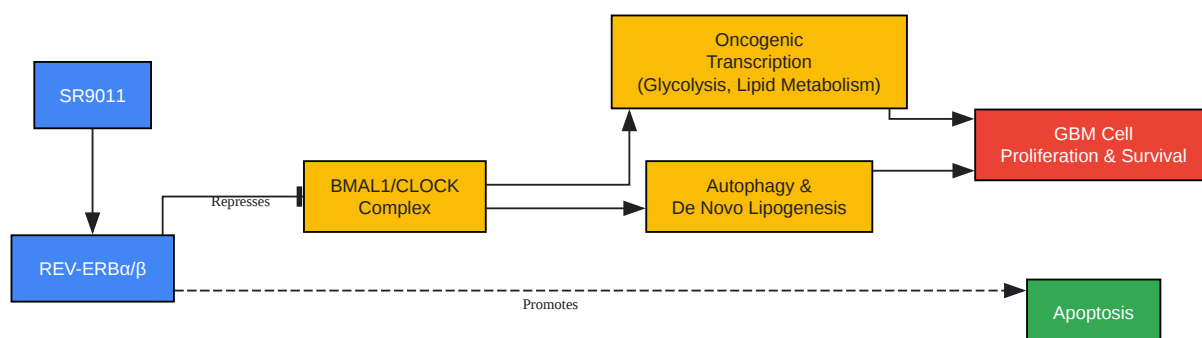 SR9011
REV-ERBα/β
Represses
BMAL1/CLOCK
Complex
Oncogenic
Transcription
(Glycolysis, Lipid Metabolism)
Autophagy &
De Novo Lipogenesis
GBM Cell
Proliferation & Survival
Promotes
Apoptosis